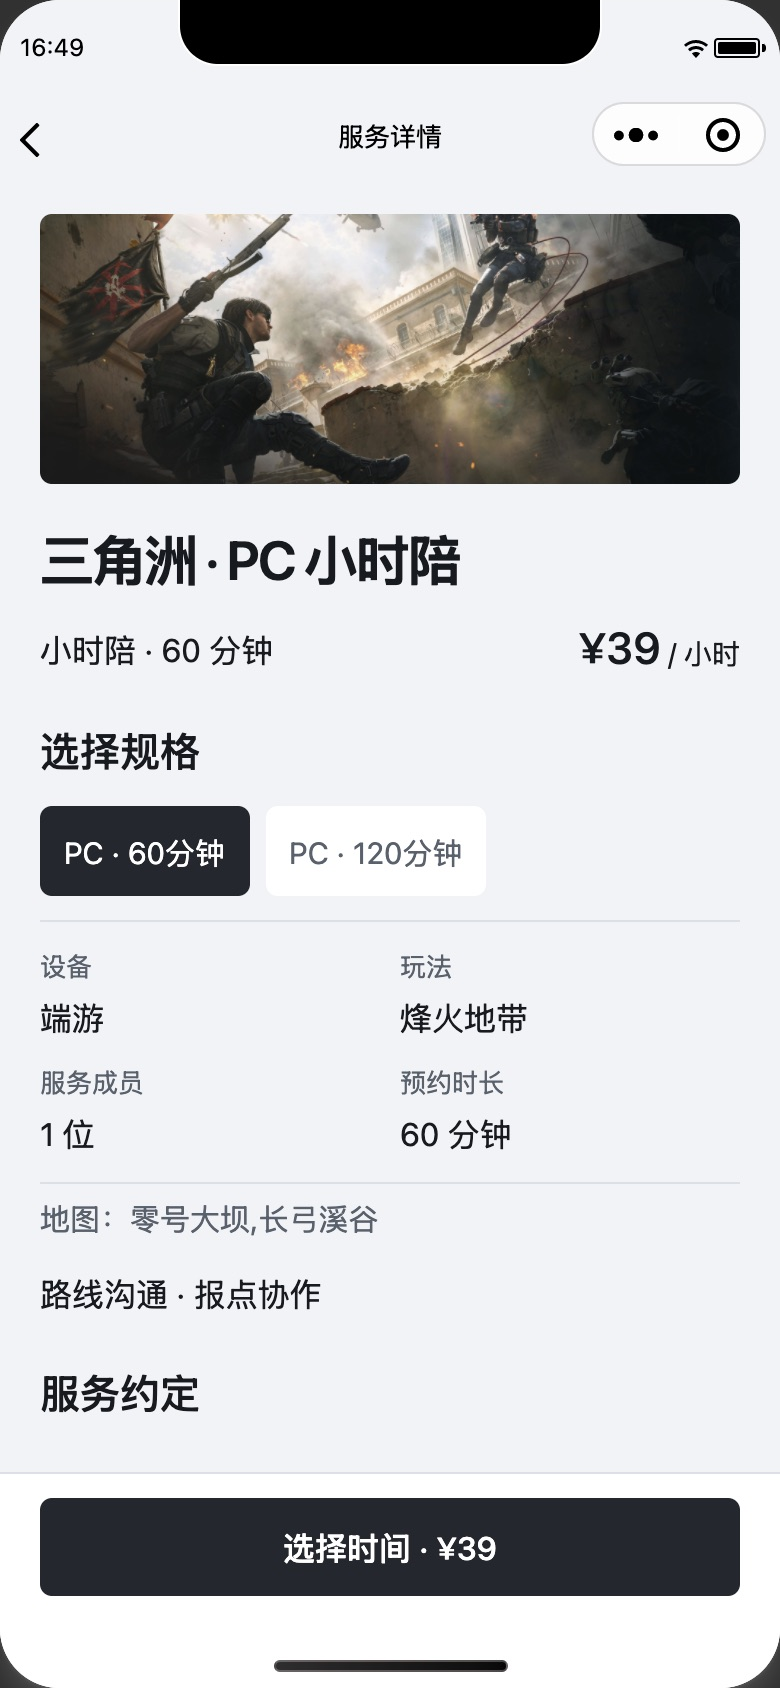 16:49
服务详情
三角洲·PC 小时陪
小时陪 · 60 分钟
¥39 / 小时
选择规格
PC · 60分钟
PC · 120分钟
设备
玩法
端游
烽火地带
服务成员
预约时长
1 位
60 分钟
地图：零号大坝,长弓溪谷
路线沟通 · 报点协作
服务约定
选择时间 · ¥39